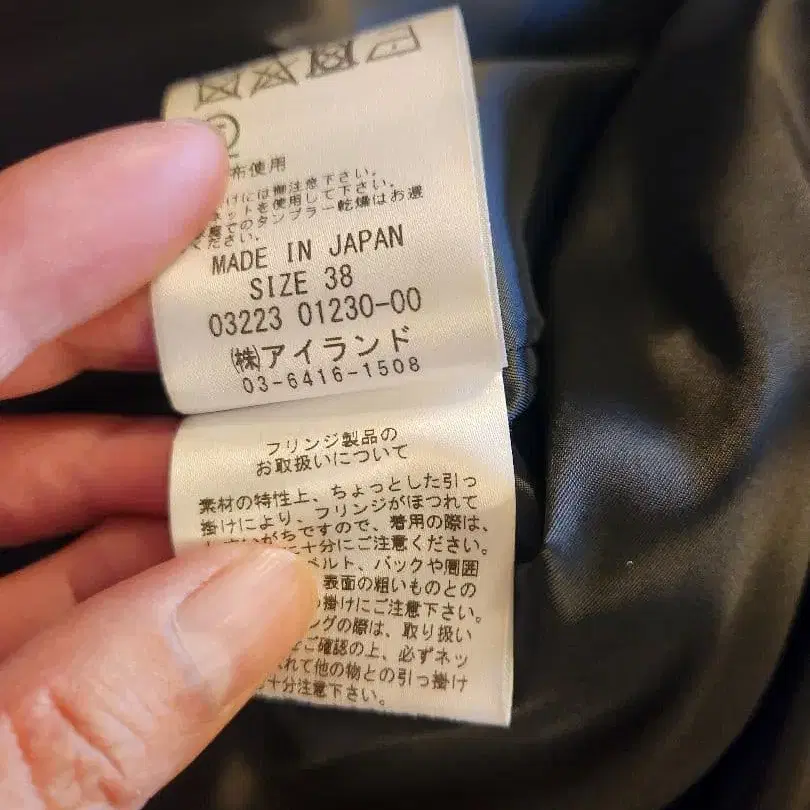 布使用
けには御注意下さい。
ネットを使用して下さい。
でのタンブラー乾燥はお避
ください。
MADE IN JAPAN
SIZE 38
03223 01230-00
㈱アイランド
03-6416-1508
フリンジ製品の
お取扱いについて
素材の特性上、ちょっとした引っ
掛けにより、フリンジがほつれて
がちですので、着用の際は、
十分にご注意ください。
ベルト、バックや周囲
表面の粗いものとの
掛けにご注意下さい。
ングの際は、取り扱い
ご確認の上、必ずネッ
れて他の物との引っ掛け
十分注意下さい。